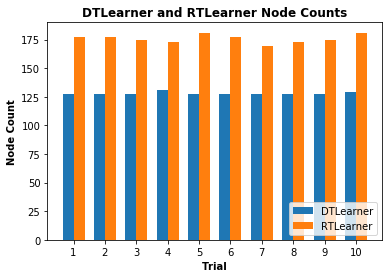 DTLearner and RTLearner Node Counts
Node Count
175
150
125
100
75
50
25
0
1 2 3 4 5 6 7 8 9 10
Trial
DTLearner
RTLearner